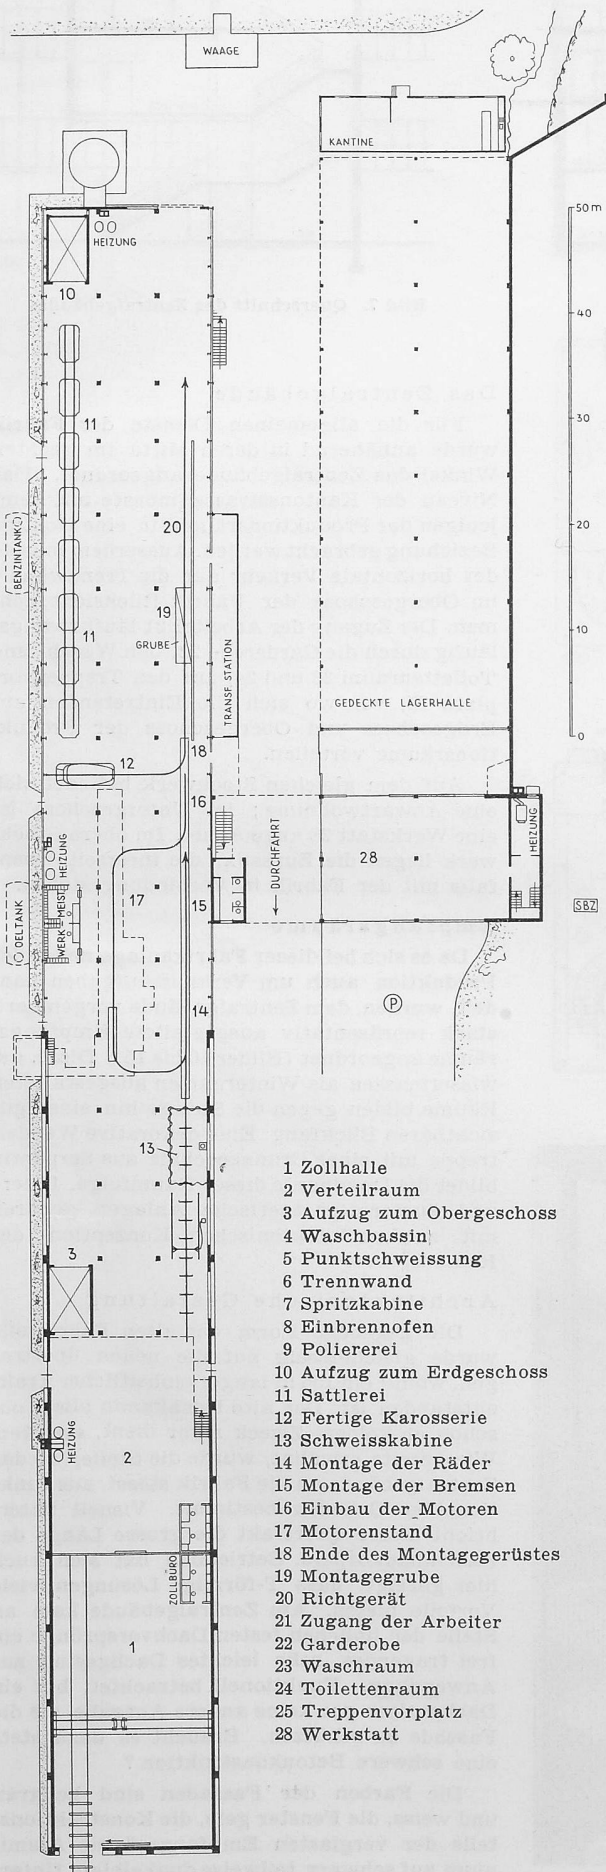 WAAGE
KANTINE
HEIZUNG
10
50 m
40
11
30
BENZINTANK
20
20
19
GRUBE
11
TRANSF. STATION
10
GEDECKTE LAGERHALLE
18
0
12
16
HEIZUNG
DURCHFAHRT
28
HEIZUNG
OELTANK
WERK-MEIST.
17
15
SBZ
P
14
13
3
HEIZUNG
2
ZOLLBÜRO
1
1 Zollhalle
2 Verteilraum
3 Aufzug zum Obergeschoss
4 Waschbassin
5 Punktschweissung
6 Trennwand
7 Spritzkabine
8 Einbrennofen
9 Poliererei
10 Aufzug zum Erdgeschoss
11 Sattlerei
12 Fertige Karosserie
13 Schweisskabine
14 Montage der Räder
15 Montage der Bremsen
16 Einbau der Motoren
17 Motorenstand
18 Ende des Montagegerüstes
19 Montagegrube
20 Richtgerät
21 Zugang der Arbeiter
22 Garderobe
23 Waschraum
24 Toilettenraum
25 Treppenvorplatz
28 Werkstatt